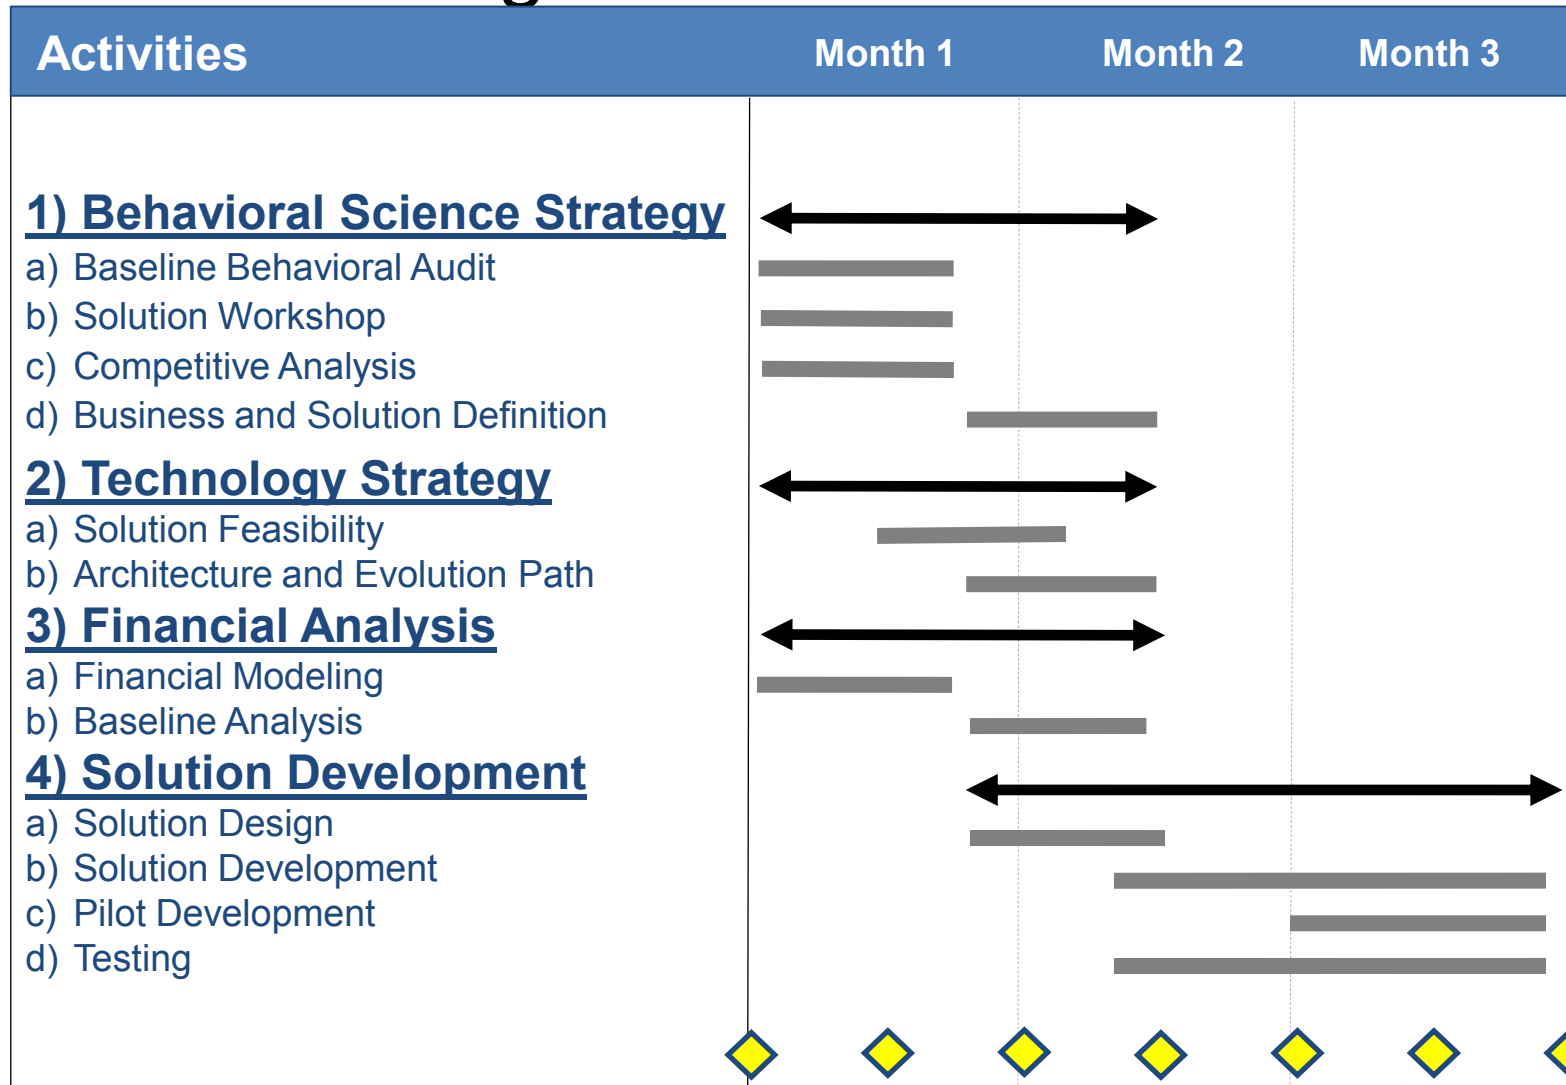 Activities Month 1 Month 2 Month 3
1) Behavioral Science Strategy
a) Baseline Behavioral Audit
b) Solution Workshop
c) Competitive Analysis
d) Business and Solution Definition
2) Technology Strategy
a) Solution Feasibility
b) Architecture and Evolution Path
3) Financial Analysis
a) Financial Modeling
b) Baseline Analysis
4) Solution Development
a) Solution Design
b) Solution Development
c) Pilot Development
d) Testing